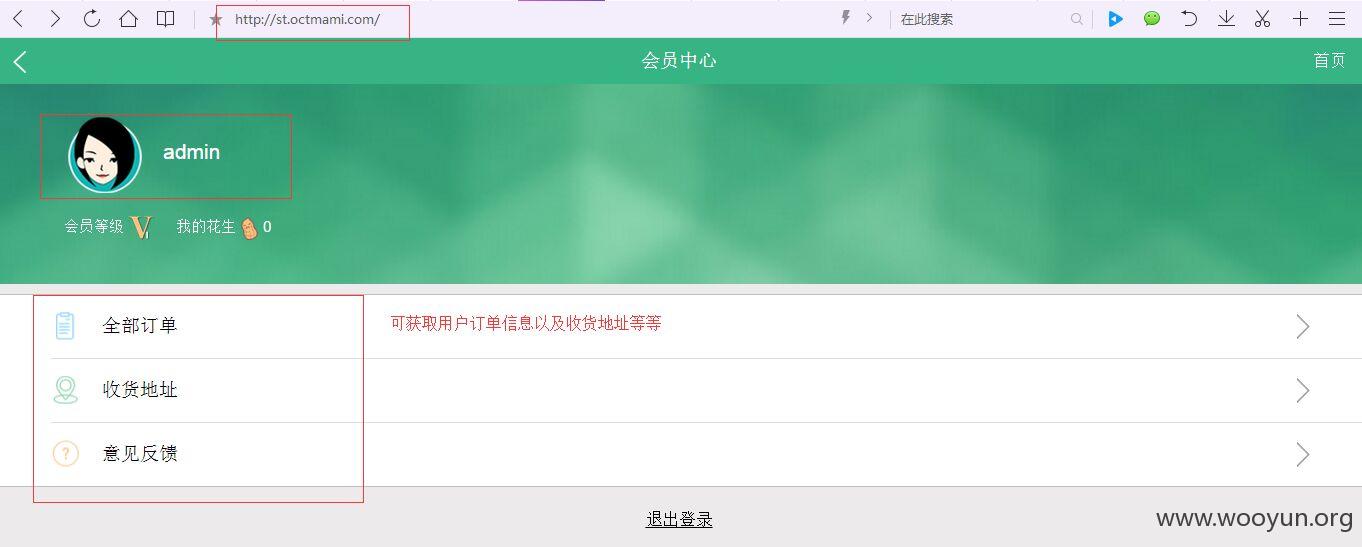 http://st.octmami.com/
在此搜索
会员中心
首页
admin
会员等级 V1 我的花生 0
全部订单
可获取用户订单信息以及收货地址等等
收货地址
意见反馈
退出登录
www.wooyun.org